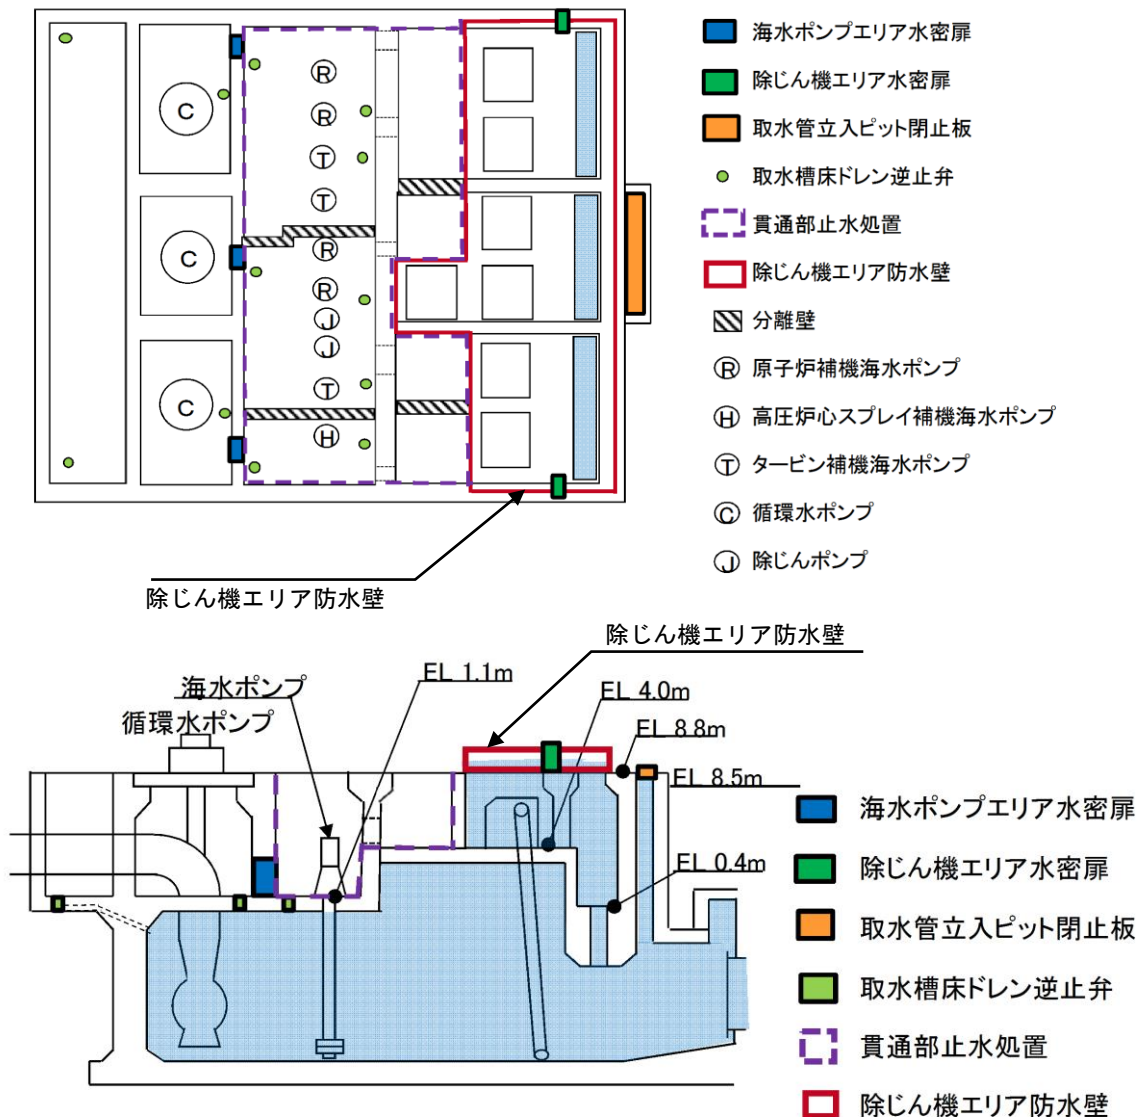 海水ポンプエリア水密扉
除じん機エリア水密扉
取水管立入ピット閉止板
取水槽床ドレン逆止弁
貫通部止水処置
除じん機エリア防水壁
分離壁
Ⓡ 原子炉補機海水ポンプ
Ⓗ 高圧炉心スプレイ補機海水ポンプ
Ⓣ タービン補機海水ポンプ
Ⓒ 循環水ポンプ
Ⓙ 除じんポンプ
C
C
C
R
R
T
T
R
R
J
J
T
H
除じん機エリア防水壁
除じん機エリア防水壁
海水ポンプ
循環水ポンプ
EL 1.1m
EL 4.0m
EL 8.8m
EL 8.5m
EL 0.4m
海水ポンプエリア水密扉
除じん機エリア水密扉
取水管立入ピット閉止板
取水槽床ドレン逆止弁
貫通部止水処置
除じん機エリア防水壁